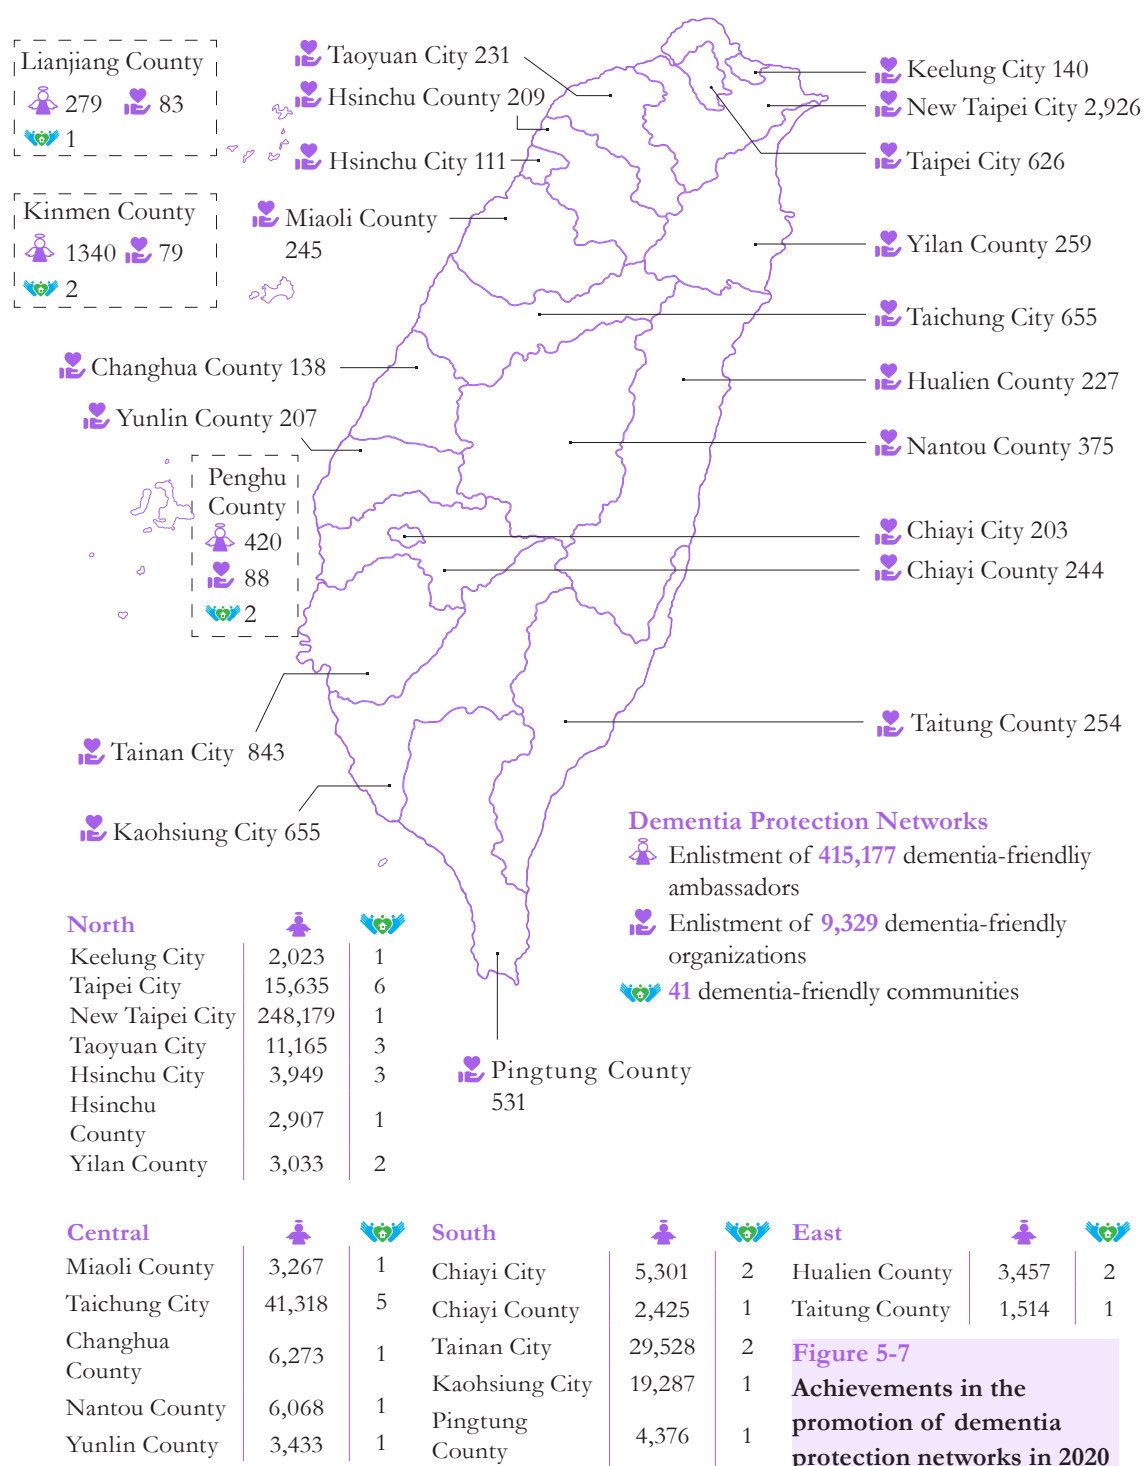 Lianjiang County
279 83
1
Kinmen County
1340 79
2
Taoyuan City 231
Hsinchu County 209
Hsinchu City 111
Miaoli County
245
Keelung City 140
New Taipei City 2,926
Taipei City 626
Yilan County 259
Taichung City 655
Hualien County 227
Nantou County 375
Chiayi City 203
Chiayi County 244
Taitung County 254
Changhua County 138
Yunlin County 207
Penghu
County
420
88
2
Tainan City 843
Kaohsiung City 655
Pingtung County
531
Dementia Protection Networks
Enlistment of 415,177 dementia-friendliy
ambassadors
Enlistment of 9,329 dementia-friendly
organizations
41 dementia-friendly communities
North
Keelung City 2,023 1
Taipei City 15,635 6
New Taipei City 248,179 1
Taoyuan City 11,165 3
Hsinchu City 3,949 3
Hsinchu
County 2,907 1
Yilan County 3,033 2
Central
Miaoli County 3,267 1
Taichung City 41,318 5
Changhua
County 6,273 1
Nantou County 6,068 1
Yunlin County 3,433 1
South
Chiayi City 5,301 2
Chiayi County 2,425 1
Tainan City 29,528 2
Kaohsiung City 19,287 1
Pingtung
County 4,376 1
East
Hualien County 3,457 2
Taitung County 1,514 1
Figure 5-7
Achievements in the
promotion of dementia
protection networks in 2020